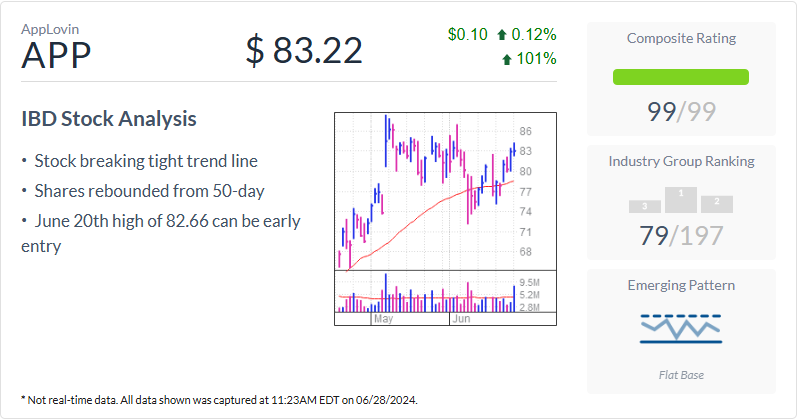 AppLovin
APP
$ 83.22
$0.10 0.12%
101%
IBD Stock Analysis
• Stock breaking tight trend line
• Shares rebounded from 50-day
• June 20th high of 82.66 can be early
entry
86
83
80
77
74
71
68
9.5M
5.2M
2.8M
May
Jun
Composite Rating
99/99
Industry Group Ranking
3
1
2
79/197
Emerging Pattern
Flat Base
* Not real-time data. All data shown was captured at 11:23AM EDT on 06/28/2024.